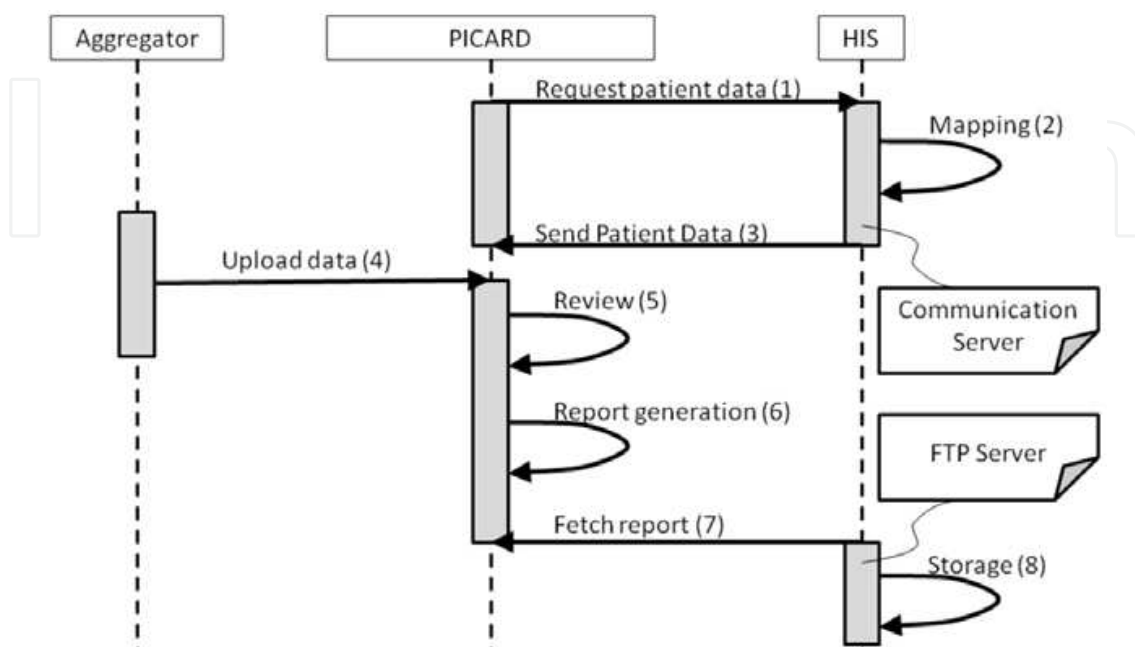 Aggregator
PICARD
HIS
Request patient data (1)
Mapping (2)
Send Patient Data (3)
Upload data (4)
Review (5)
Communication
Server
Report generation (6)
FTP Server
Fetch report (7)
Storage (8)